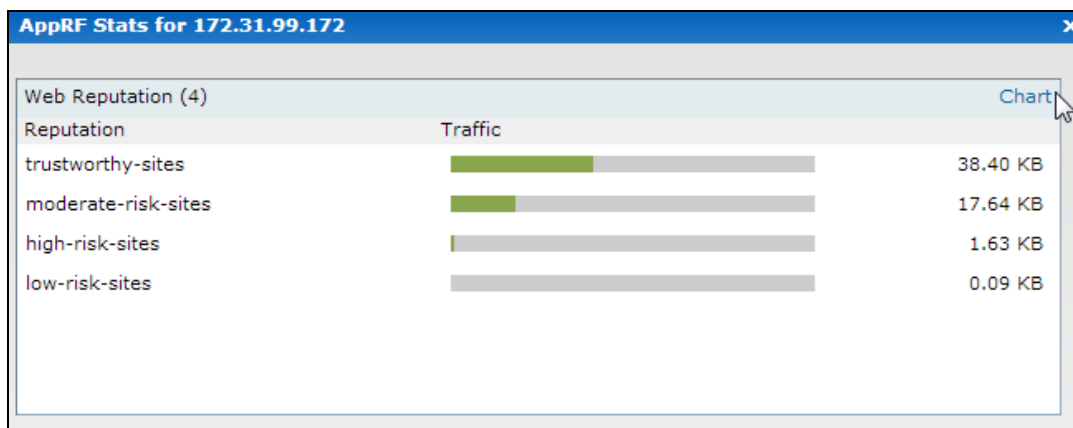 AppRF Stats for 172.31.99.172 x
Web Reputation (4) Chart
Reputation Traffic
trustworthy-sites 38.40 KB
moderate-risk-sites 17.64 KB
high-risk-sites 1.63 KB
low-risk-sites 0.09 KB